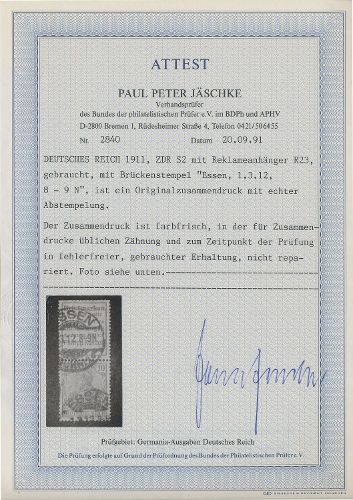 ATTEST
PAUL PETER JÄSCHKE
Verbandsprüfer
des Bundes der philatelistischen Prüfer e.V. im BDPh und APHV
D-2800 Bremen 1, Rüdesheimer Straße 4, Telefon 0421/506455
Nr. 2840 Datum 20.09.91
DEUTSCHES REICH 1911, ZDR S2 mit Reklameanhänger R23,
gebraucht, mit Brückenstempel "Essen, 1.3.12,
8 - 9 N", ist ein Originalzusammendruck mit echter
Abstempelung.
Der Zusammendruck ist farbfrisch, in der für Zusammen-
drucke üblichen Zähnung und zum Zeitpunkt der Prüfung
in fehlerfreier, gebrauchter Erhaltung, nicht repa-
riert. Foto siehe unten.
ESSEN
Prüfgebiet: Germania-Ausgaben Deutsches Reich
Die Prüfung erfolgte auf Grund der Prüfordnung des Bundes der Philatelistischen Prüfer e.V.